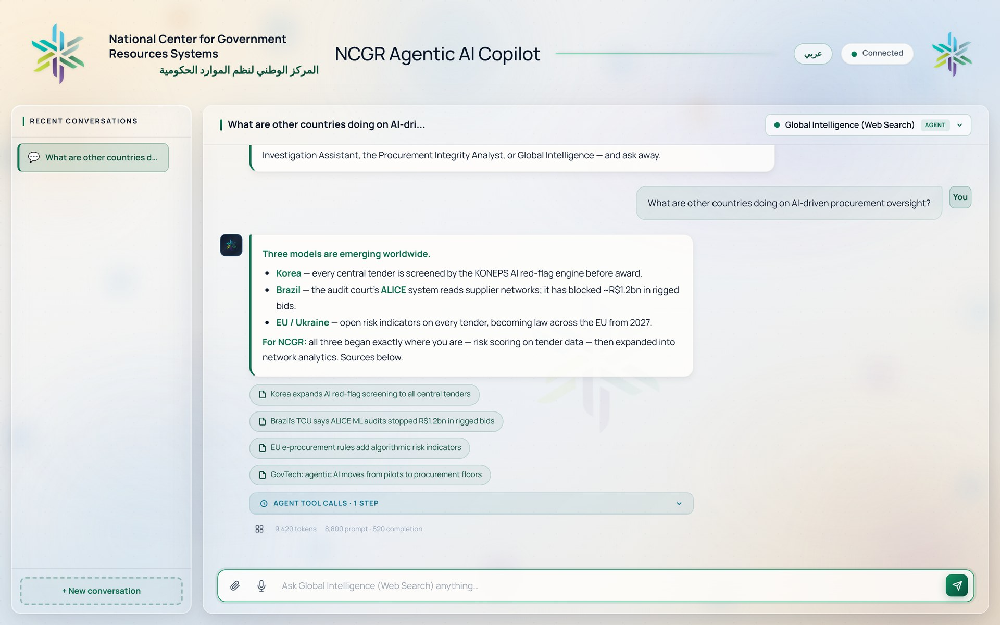 National Center for Government
Resources Systems
المركز الوطني لنظم الموارد الحكومية
NCGR Agentic AI Copilot
عربي
Connected
RECENT CONVERSATIONS
What are other countries d...
+ New conversation
What are other countries doing on AI-dri...
Global Intelligence (Web Search) AGENT
Investigation Assistant, the Procurement Integrity Analyst, or Global Intelligence — and ask away.
What are other countries doing on AI-driven procurement oversight?
You
Three models are emerging worldwide.
• Korea — every central tender is screened by the KONEPS AI red-flag engine before award.
• Brazil — the audit court's ALICE system reads supplier networks; it has blocked ~R$1.2bn in rigged
bids.
• EU / Ukraine — open risk indicators on every tender, becoming law across the EU from 2027.
For NCGR: all three began exactly where you are — risk scoring on tender data — then expanded into
network analytics. Sources below.
Korea expands AI red-flag screening to all central tenders
Brazil's TCU says ALICE ML audits stopped R$1.2bn in rigged bids
EU e-procurement rules add algorithmic risk indicators
GovTech: agentic AI moves from pilots to procurement floors
AGENT TOOL CALLS · 1 STEP
9,420 tokens 8,800 prompt · 620 completion
Ask Global Intelligence (Web Search) anything...